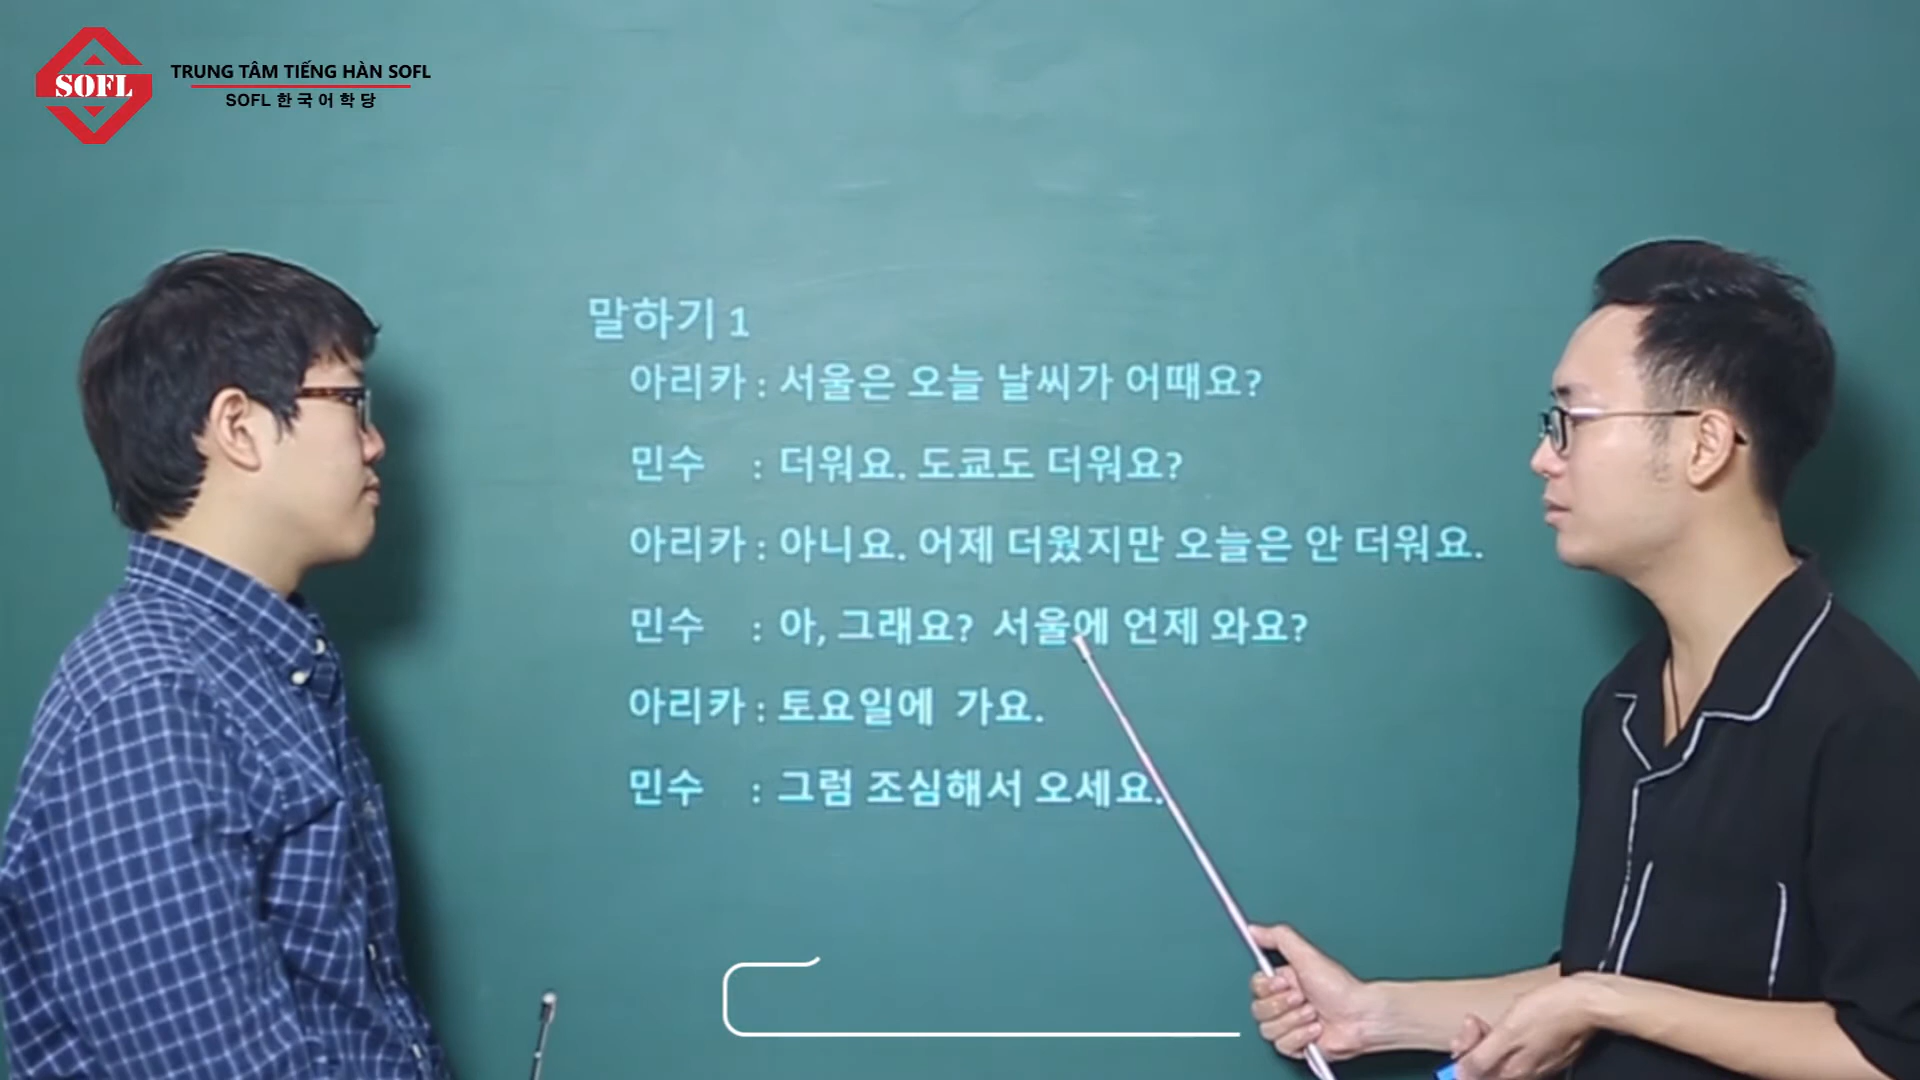 SOFL
TRUNG TÂM TIẾNG HÀN SOFL
SOFL 한국어학당
말하기 1
아리카 : 서울은 오늘 날씨가 어때요?
민수 : 더워요. 도쿄도 더워요?
아리카 : 아니요. 어제 더웠지만 오늘은 안 더워요.
민수 : 아, 그래요? 서울에 언제 와요?
아리카 : 토요일에 가요.
민수 : 그럼 조심해서 오세요.